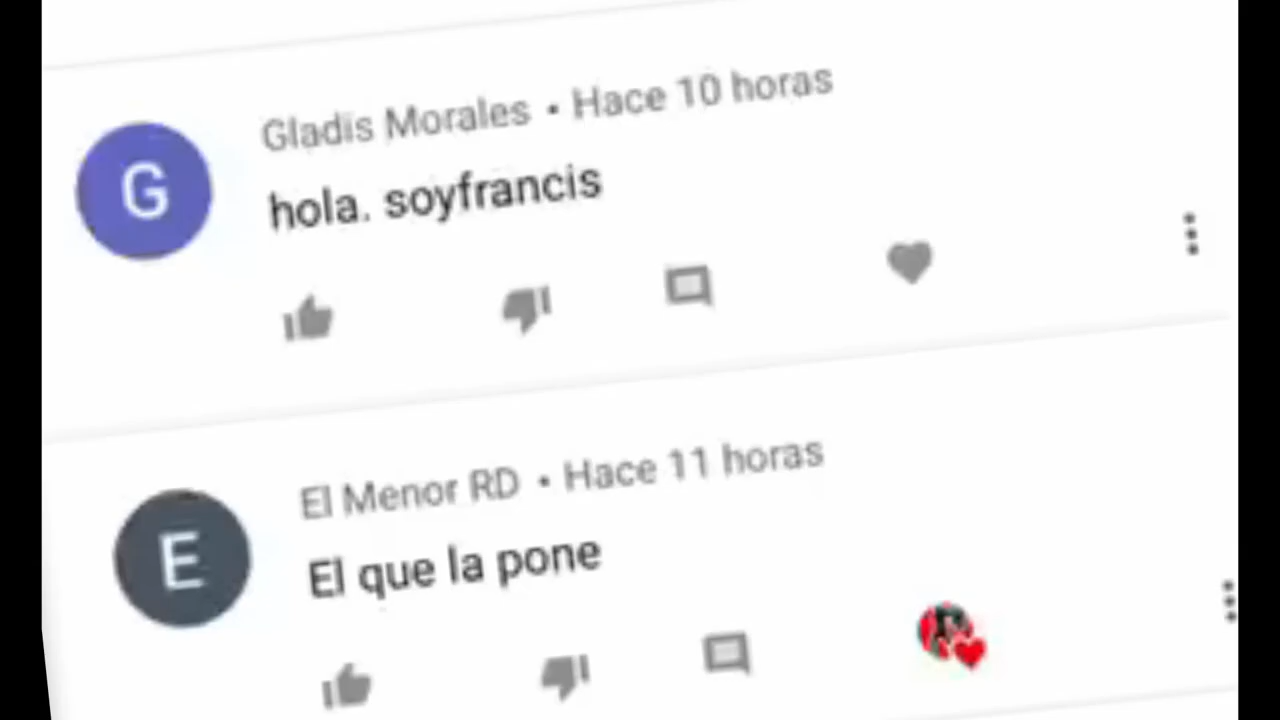 Gladis Morales • Hace 10 horas
G
hola. soyfrancis
El Menor RD • Hace 11 horas
E
El que la pone